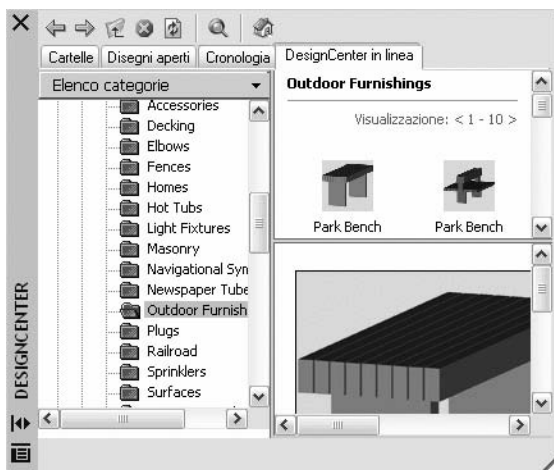 Cartelle Disegni aperti Cronologia DesignCenter in linea
Elenco categorie
Accessories
Decking
Elbows
Fences
Homes
Hot Tubs
Light Fixtures
Masonry
Navigational Syn
Newspaper Tube
Outdoor Furnish
Plugs
Railroad
Sprinklers
Surfaces
Outdoor Furnishings
Visualizzazione: < 1 - 10 >
Park Bench Park Bench
DESIGNCENTER